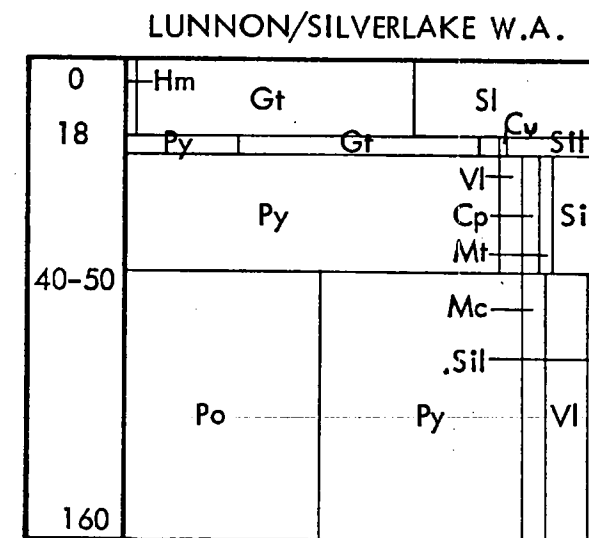 LUNNON/SILVERLAKE W.A.
0 Hm Gt Sl
18 Py Gt Cv Sil
Vl
Py Cp Si
Mt
40-50
Mc
.Sil
Po Py Vl
160